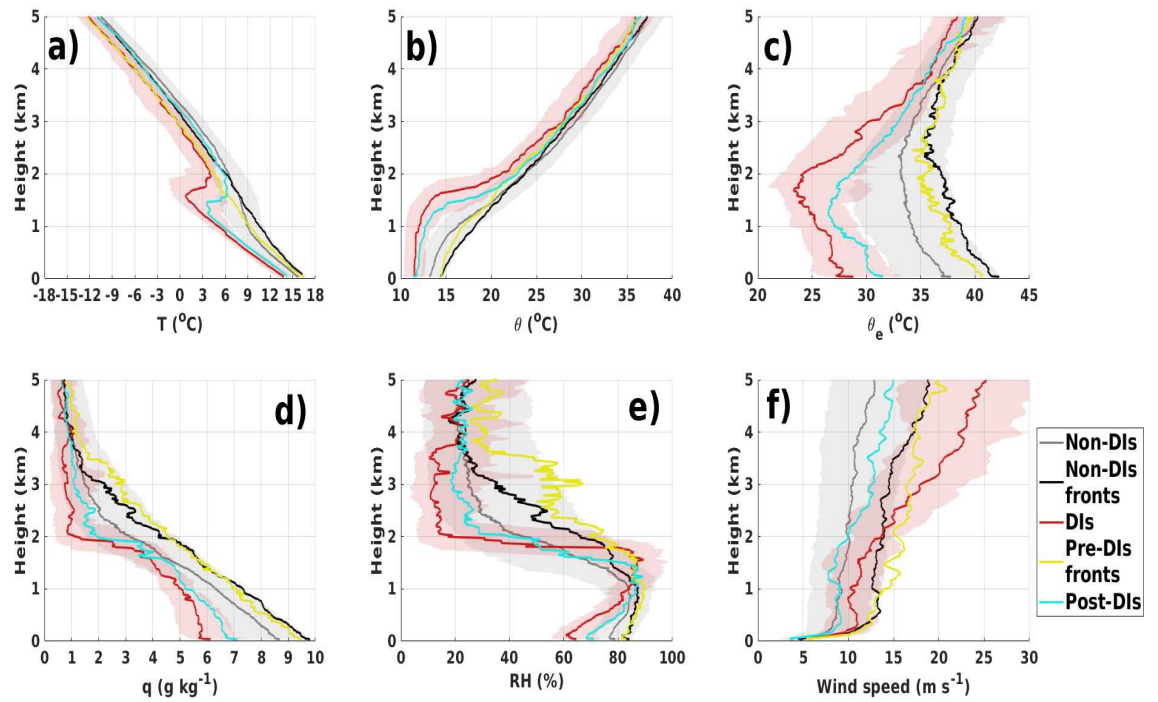 a)
5
4
3
2
1
0
Height (km)
-18 -15 -12 -9 -6 -3 0 3 6 9 12 15 18
T (°C)
b)
5
4
3
2
1
0
Height (km)
10 15 20 25 30 35 40
θ (°C)
c)
5
4
3
2
1
0
Height (km)
20 25 30 35 40 45
θe (°C)
d)
5
4
3
2
1
0
Height (km)
0 1 2 3 4 5 6 7 8 9 10
q (g kg⁻¹)
e)
5
4
3
2
1
0
Height (km)
0 20 40 60 80 100
RH (%)
f)
5
4
3
2
1
0
Height (km)
0 5 10 15 20 25 30
Wind speed (m s⁻¹)
Non-DIs
Non-DIs
fronts
DIs
Pre-DIs
fronts
Post-DIs